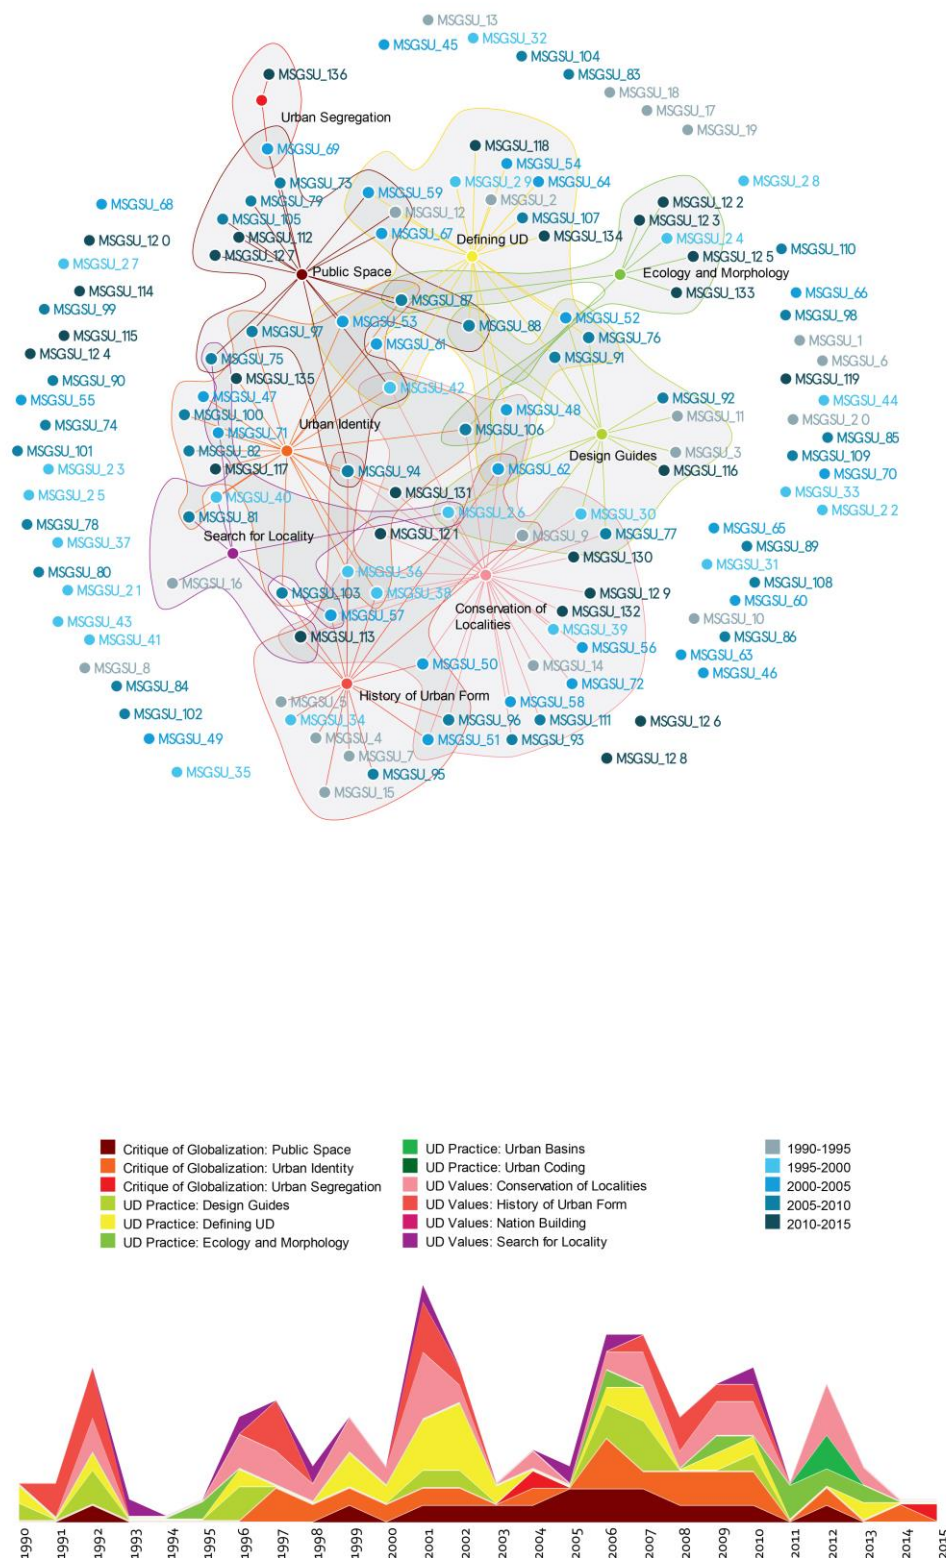 MSGSU_13
MSGSU_45
MSGSU_32
MSGSU_104
MSGSU_136
MSGSU_83
MSGSU_18
MSGSU_17
Urban Segregation
MSGSU_19
MSGSU_69
MSGSU_118
MSGSU_54
MSGSU_73
MSGSU_59
MSGSU_29
MSGSU_64
MSGSU_28
MSGSU_79
MSGSU_2
MSGSU_122
MSGSU_68
MSGSU_105
MSGSU_12
MSGSU_107
MSGSU_123
MSGSU_112
MSGSU_67
Defining UD
MSGSU_134
MSGSU_24
MSGSU_120
MSGSU_127
MSGSU_125
MSGSU_110
MSGSU_27
Public Space
Ecology and Morphology
MSGSU_114
MSGSU_87
MSGSU_133
MSGSU_66
MSGSU_99
MSGSU_53
MSGSU_88
MSGSU_52
MSGSU_98
MSGSU_115
MSGSU_97
MSGSU_61
MSGSU_76
MSGSU_1
MSGSU_124
MSGSU_75
MSGSU_91
MSGSU_6
MSGSU_90
MSGSU_135
MSGSU_42
MSGSU_119
MSGSU_55
MSGSU_47
MSGSU_92
MSGSU_44
MSGSU_100
MSGSU_48
MSGSU_11
MSGSU_20
MSGSU_74
Urban Identity
MSGSU_71
MSGSU_106
MSGSU_85
MSGSU_101
MSGSU_82
Design Guides
MSGSU_3
MSGSU_109
MSGSU_23
MSGSU_117
MSGSU_94
MSGSU_62
MSGSU_116
MSGSU_70
MSGSU_25
MSGSU_40
MSGSU_131
MSGSU_33
MSGSU_78
MSGSU_81
MSGSU_26
MSGSU_30
MSGSU_22
MSGSU_37
Search for Locality
MSGSU_121
MSGSU_9
MSGSU_77
MSGSU_65
MSGSU_80
MSGSU_130
MSGSU_89
MSGSU_21
MSGSU_16
MSGSU_36
MSGSU_31
MSGSU_103
MSGSU_38
MSGSU_129
MSGSU_108
MSGSU_43
MSGSU_57
Conservation of
Localities
MSGSU_132
MSGSU_60
MSGSU_41
MSGSU_113
MSGSU_39
MSGSU_10
MSGSU_8
MSGSU_56
MSGSU_86
MSGSU_84
MSGSU_50
MSGSU_14
MSGSU_63
MSGSU_102
History of Urban Form
MSGSU_72
MSGSU_46
MSGSU_49
MSGSU_5
MSGSU_58
MSGSU_35
MSGSU_34
MSGSU_96
MSGSU_111
MSGSU_126
MSGSU_4
MSGSU_51
MSGSU_93
MSGSU_7
MSGSU_128
MSGSU_95
MSGSU_15
Critique of Globalization: Public Space
Critique of Globalization: Urban Identity
Critique of Globalization: Urban Segregation
UD Practice: Design Guides
UD Practice: Defining UD
UD Practice: Ecology and Morphology
UD Practice: Urban Basins
UD Practice: Urban Coding
UD Values: Conservation of Localities
UD Values: History of Urban Form
UD Values: Nation Building
UD Values: Search for Locality
1990-1995
1995-2000
2000-2005
2005-2010
2010-2015
1990
1991
1992
1993
1994
1995
1996
1997
1998
1999
2000
2001
2002
2003
2004
2005
2006
2007
2008
2009
2010
2011
2012
2013
2014
2015